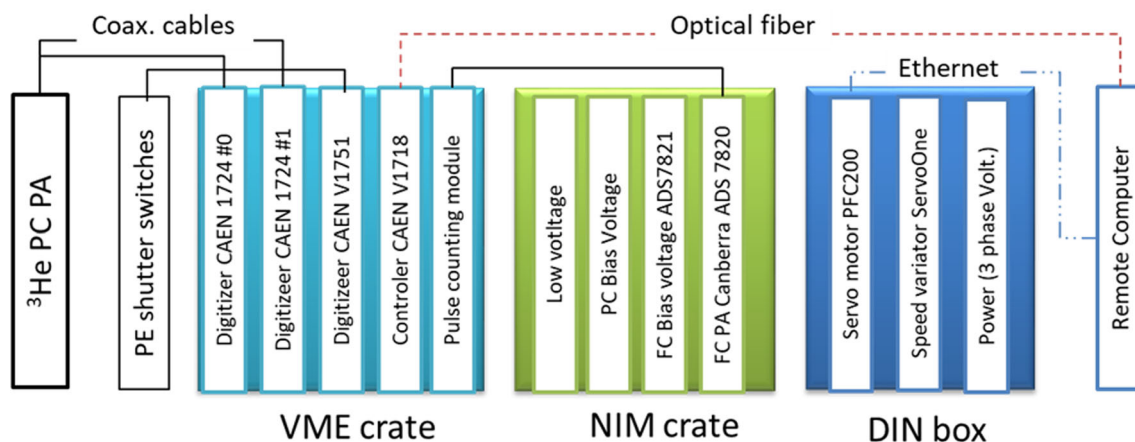 Coax. cables
Optical fiber
Ethernet
³He PC PA
PE shutter switches
Digitizer CAEN 1724 #0
Digitizeer CAEN 1724 #1
Digitizeer CAEN V1751
Controler CAEN V1718
Pulse counting module
Low votltage
PC Bias Voltage
FC Bias voltage ADS7821
FC PA Canberra ADS 7820
Servo motor PFC200
Speed variator ServoOne
Power (3 phase Volt.)
Remote Computer
VME crate
NIM crate
DIN box